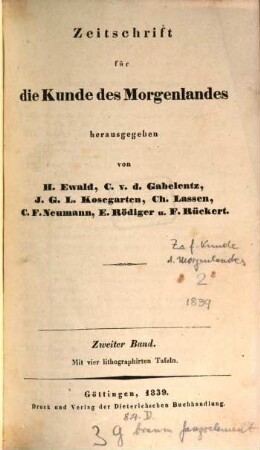 Zeitschrift
für
die Kunde des Morgenlandes
herausgegeben
von
H. Ewald, C. v. d. Gabelentz,
J. G. L. Kosegarten, Ch. Lassen,
C. F. Neumann, E. Rödiger u. F. Rückert.
Za f. Kunde
d. Morgenlandes
2
1839
Zweiter Band.
Mit vier lithographirten Tafeln.
Göttingen, 1839.
Druck und Verlag der Dieterichschen Buchhandlung.